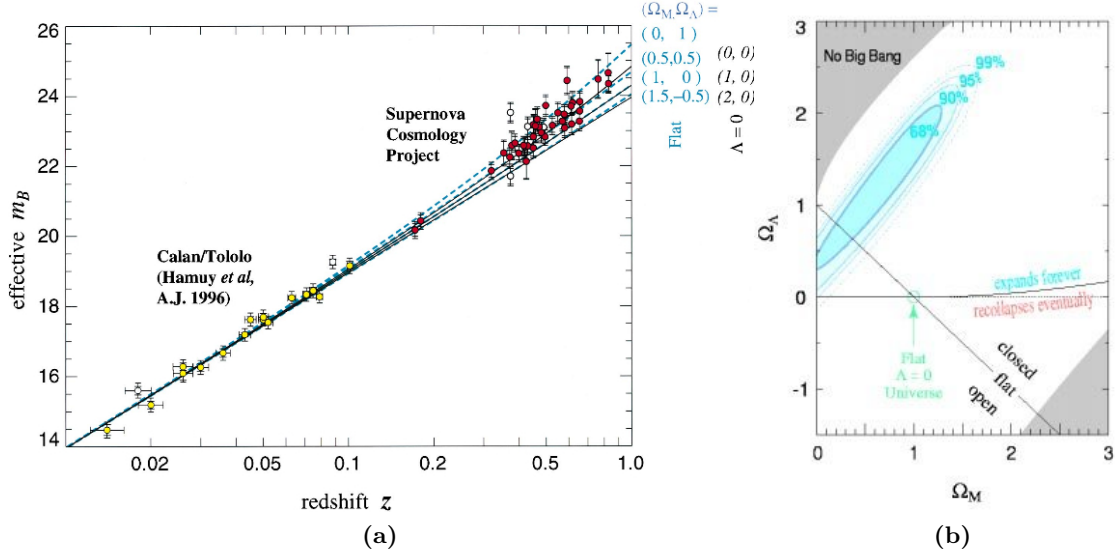 (Ω_M,Ω_Λ) =
( 0, 1 )
(0.5,0.5) (0, 0)
( 1, 0 ) (1, 0)
(1.5,–0.5) (2, 0)
Flat
Λ = 0
26
24
22
20
18
16
14
effective m_B
Supernova
Cosmology
Project
Calan/Tololo
(Hamuy et al,
A.J. 1996)
0.02 0.05 0.1 0.2 0.5 1.0
redshift z
(a)
3
2
1
0
-1
Ω_Λ
No Big Bang
99%
95%
90%
68%
expands forever
recollapses eventually
Flat
Λ = 0
Universe
closed
flat
open
0 1 2 3
Ω_M
(b)